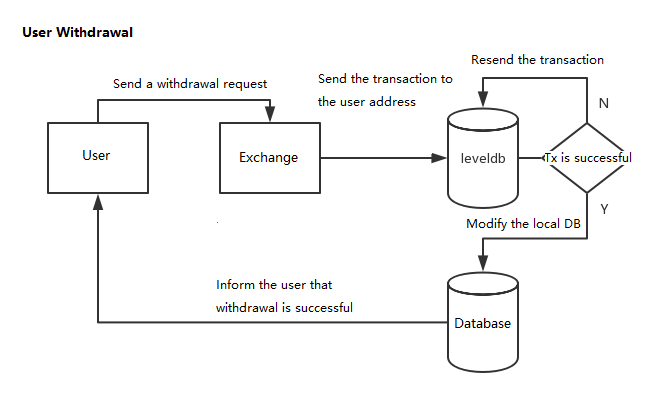 User Withdrawal
Resend the transaction
Send a withdrawal request
Send the transaction to
the user address
N
User
Exchange
leveldb
Tx is successful
Y
Modify the local DB
Inform the user that
withdrawal is successful
Database